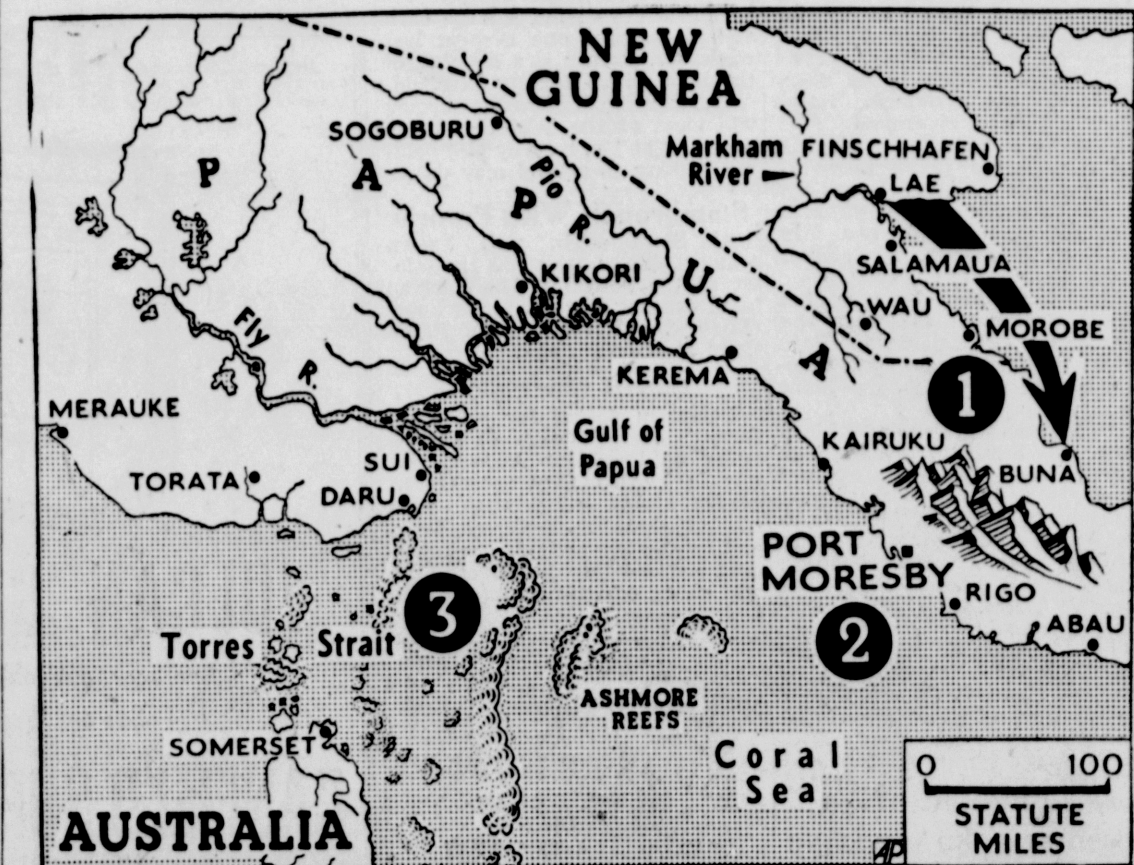 NEW
GUINEA
SOGOBURU
Markham
River
FINSCHHAFEN
LAE
P
A
P
U
A
Pio
R.
SALAMAUA
KIKORI
WAU
MOROBE
Fly
R.
KEREMA
1
MERAUKE
Gulf of
Papua
KAIRUKU
BUNA
SUI
TORATA
DARU
PORT
MORESBY
RIGO
ABAU
3
2
Torres
Strait
ASHMORE
REEFS
SOMERSET
Coral
Sea
AUSTRALIA
0 100
STATUTE
MILES
AP